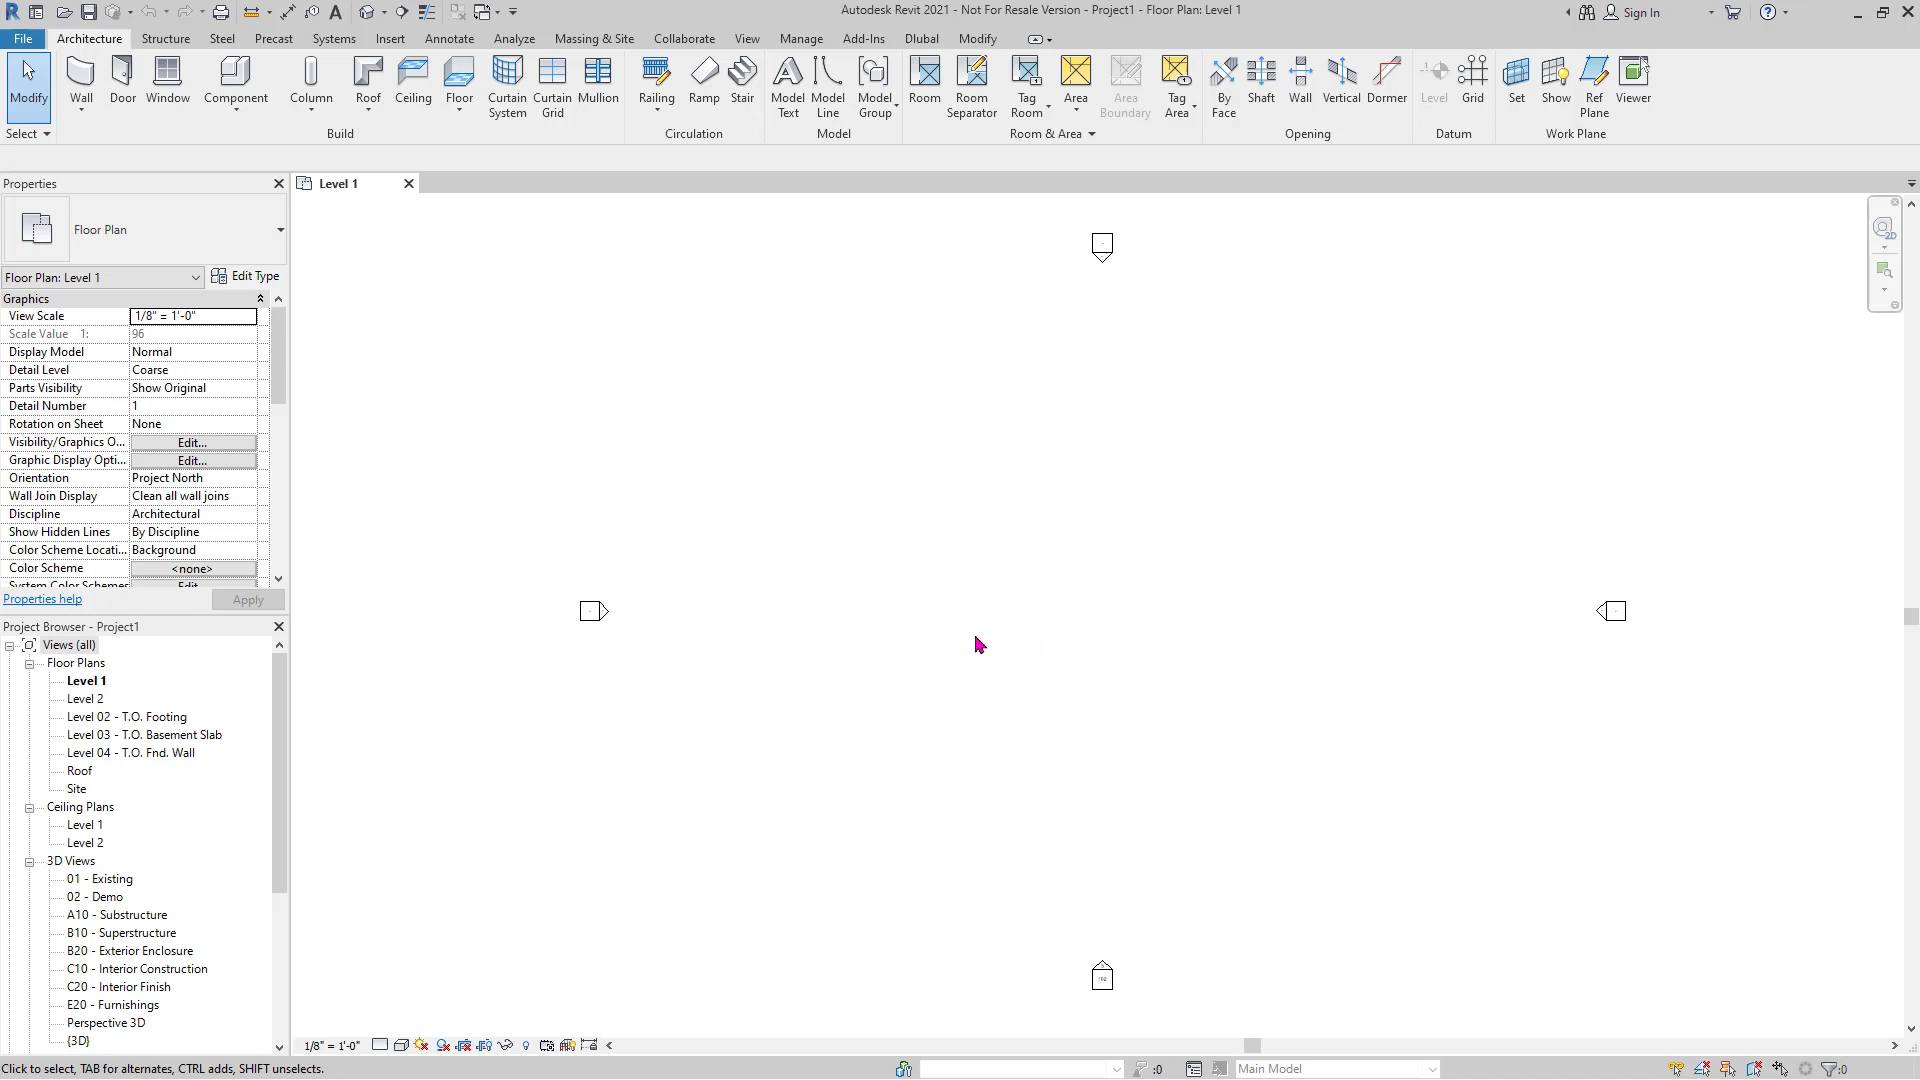 Autodesk Revit 2021 - Not For Resale Version - Project1 - Floor Plan: Level 1
Sign In
File
Architecture
Structure
Steel
Precast
Systems
Insert
Annotate
Analyze
Massing & Site
Collaborate
View
Manage
Add-Ins
Dlubal
Modify
Modify
Wall
Door
Window
Component
Column
Roof
Ceiling
Floor
Curtain
System
Curtain
Grid
Mullion
Railing
Ramp
Stair
Model
Text
Model
Line
Model
Group
Room
Room
Separator
Tag
Room
Area
Area
Boundary
Tag
Area
By
Face
Shaft
Wall
Vertical
Dormer
Level
Grid
Set
Show
Ref
Plane
Viewer
Select
Build
Circulation
Model
Room & Area
Opening
Datum
Work Plane
Properties
Level 1
Floor Plan
Floor Plan: Level 1
Edit Type
Graphics
View Scale 1/8" = 1'-0"
Scale Value 1: 96
Display Model Normal
Detail Level Coarse
Parts Visibility Show Original
Detail Number 1
Rotation on Sheet None
Visibility/Graphics O... Edit...
Graphic Display Opti... Edit...
Orientation Project North
Wall Join Display Clean all wall joins
Discipline Architectural
Show Hidden Lines By Discipline
Color Scheme Locati... Background
Color Scheme <none>
System Color Schemes Edit...
Properties help
Apply
Project Browser - Project1
Views (all)
Floor Plans
Level 1
Level 2
Level 02 - T.O. Footing
Level 03 - T.O. Basement Slab
Level 04 - T.O. Fnd. Wall
Roof
Site
Ceiling Plans
Level 1
Level 2
3D Views
01 - Existing
02 - Demo
A10 - Substructure
B10 - Superstructure
B20 - Exterior Enclosure
C10 - Interior Construction
C20 - Interior Finish
E20 - Furnishings
Perspective 3D
{3D}
1/8" = 1'-0"
Click to select, TAB for alternates, CTRL adds, SHIFT unselects.
:0
Main Model
:0